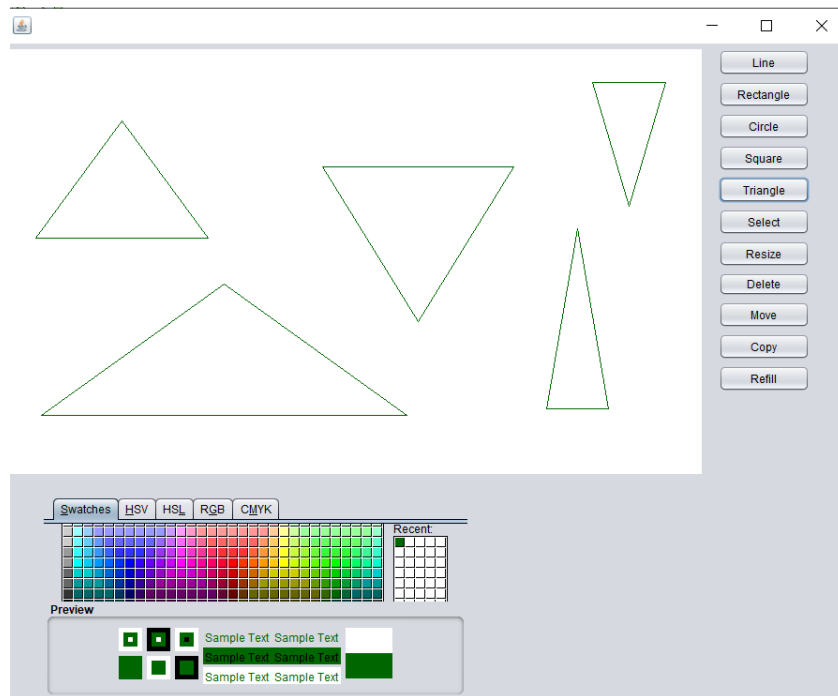 Line
Rectangle
Circle
Square
Triangle
Select
Resize
Delete
Move
Copy
Refill
Swatches HSV HSL RGB CMYK
Recent:
Preview
Sample Text Sample Text
Sample Text Sample Text
Sample Text Sample Text